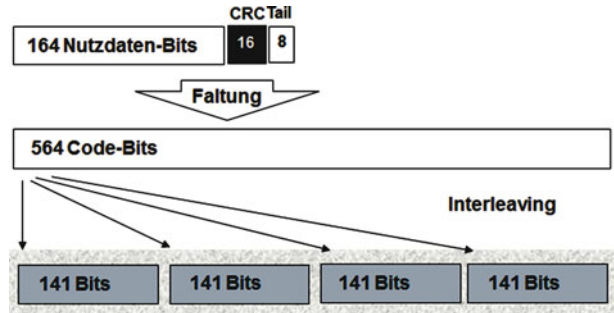 CRC Tail
164 Nutzdaten-Bits 16 8
Faltung
564 Code-Bits
Interleaving
141 Bits 141 Bits 141 Bits 141 Bits